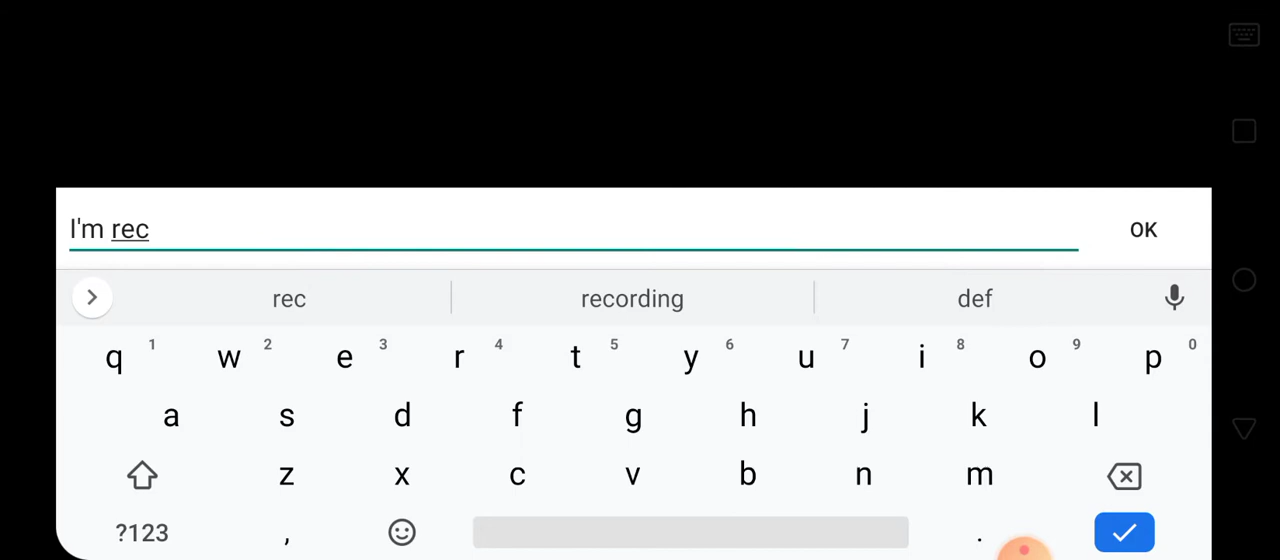 I'm rec OK
rec recording def
q 1 w 2 e 3 r 4 t 5 y 6 u 7 i 8 o 9 p 0
a s d f g h j k l
z x c v b n m
?123 , .